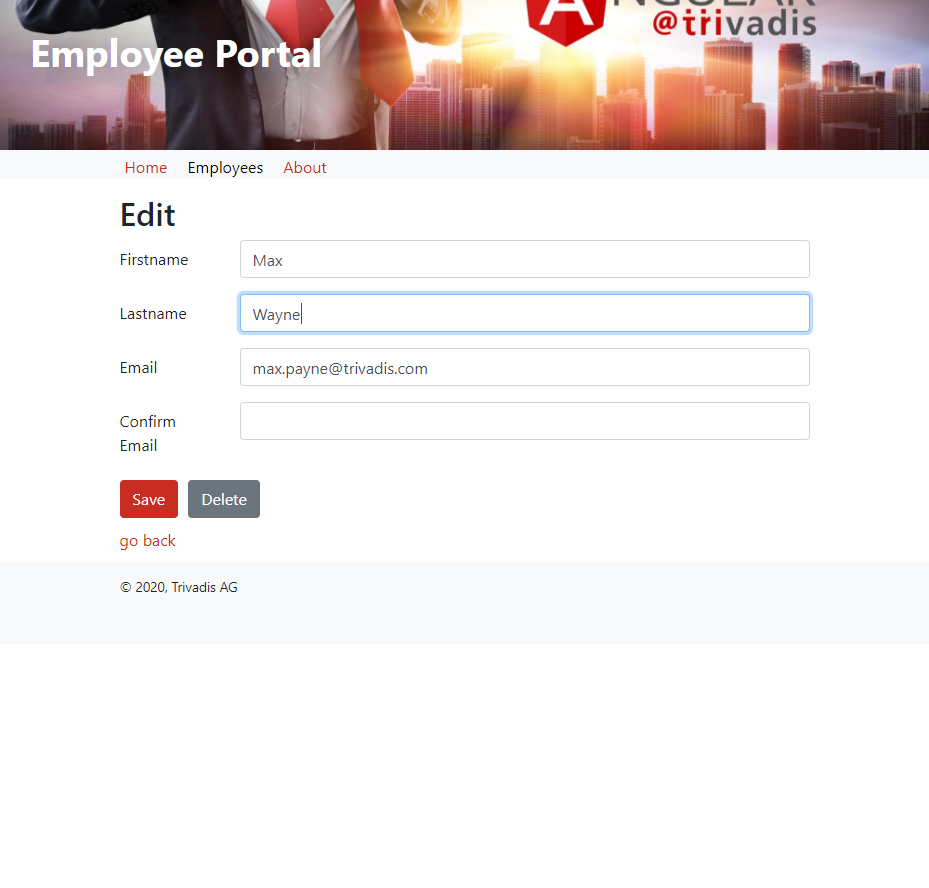 NGULAR
@trivadis
Employee Portal
Home Employees About
Edit
Firstname Max
Lastname Wayne
Email max.payne@trivadis.com
Confirm
Email
Save Delete
go back
© 2020, Trivadis AG